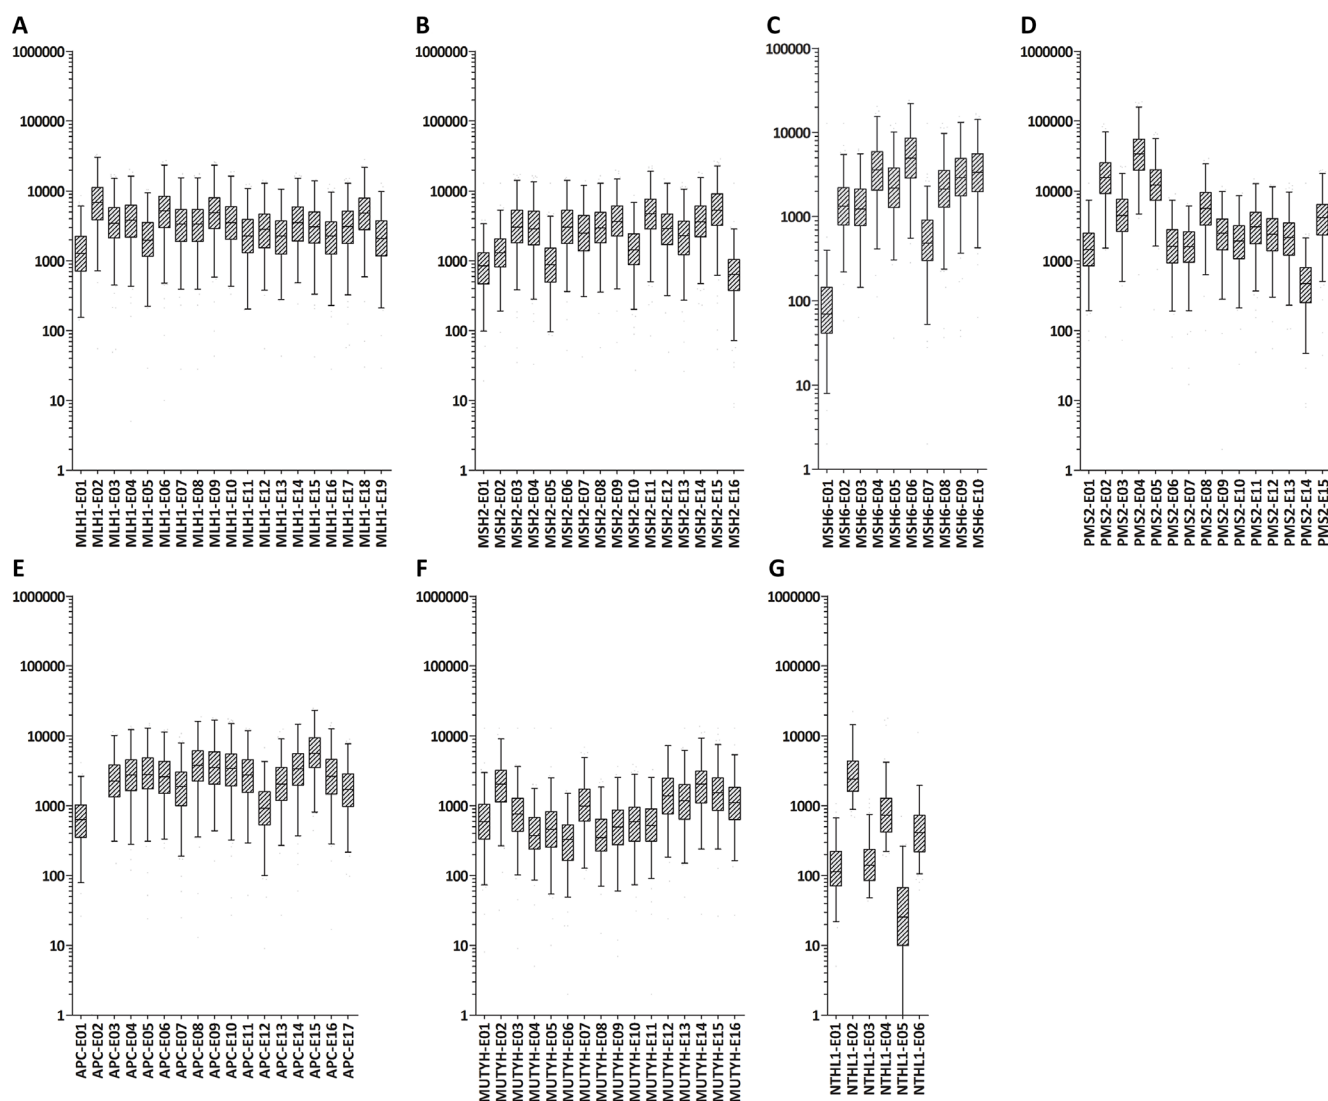 A
1000000
100000
10000
1000
100
10
1
MLH1-E01
MLH1-E02
MLH1-E03
MLH1-E04
MLH1-E05
MLH1-E06
MLH1-E07
MLH1-E08
MLH1-E09
MLH1-E10
MLH1-E11
MLH1-E12
MLH1-E13
MLH1-E14
MLH1-E15
MLH1-E16
MLH1-E17
MLH1-E18
MLH1-E19
B
1000000
100000
10000
1000
100
10
1
MSH2-E01
MSH2-E02
MSH2-E03
MSH2-E04
MSH2-E05
MSH2-E06
MSH2-E07
MSH2-E08
MSH2-E09
MSH2-E10
MSH2-E11
MSH2-E12
MSH2-E13
MSH2-E14
MSH2-E15
MSH2-E16
C
100000
10000
1000
100
10
1
MSH6-E01
MSH6-E02
MSH6-E03
MSH6-E04
MSH6-E05
MSH6-E06
MSH6-E07
MSH6-E08
MSH6-E09
MSH6-E10
D
1000000
100000
10000
1000
100
10
1
PMS2-E01
PMS2-E02
PMS2-E03
PMS2-E04
PMS2-E05
PMS2-E06
PMS2-E07
PMS2-E08
PMS2-E09
PMS2-E10
PMS2-E11
PMS2-E12
PMS2-E13
PMS2-E14
PMS2-E15
E
1000000
100000
10000
1000
100
10
1
APC-E01
APC-E02
APC-E03
APC-E04
APC-E05
APC-E06
APC-E07
APC-E08
APC-E09
APC-E10
APC-E11
APC-E12
APC-E13
APC-E14
APC-E15
APC-E16
APC-E17
F
1000000
100000
10000
1000
100
10
1
MUTYH-E01
MUTYH-E02
MUTYH-E03
MUTYH-E04
MUTYH-E05
MUTYH-E06
MUTYH-E07
MUTYH-E08
MUTYH-E09
MUTYH-E10
MUTYH-E11
MUTYH-E12
MUTYH-E13
MUTYH-E14
MUTYH-E15
MUTYH-E16
G
1000000
100000
10000
1000
100
10
1
NTHL1-E01
NTHL1-E02
NTHL1-E03
NTHL1-E04
NTHL1-E05
NTHL1-E06